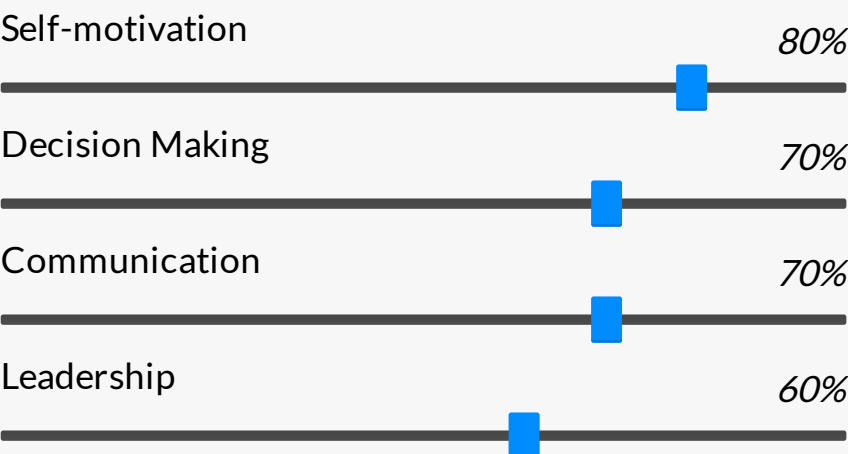 Self-motivation 80%
Decision Making 70%
Communication 70%
Leadership 60%